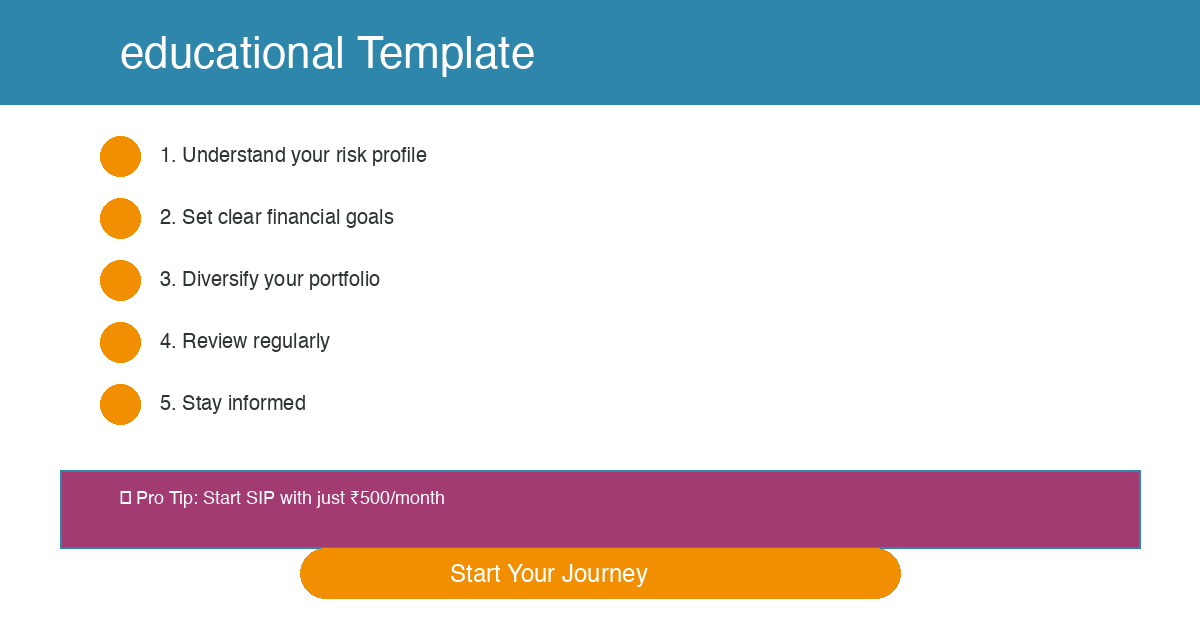 educational Template
1. Understand your risk profile
2. Set clear financial goals
3. Diversify your portfolio
4. Review regularly
5. Stay informed
Pro Tip: Start SIP with just ₹500/month
Start Your Journey